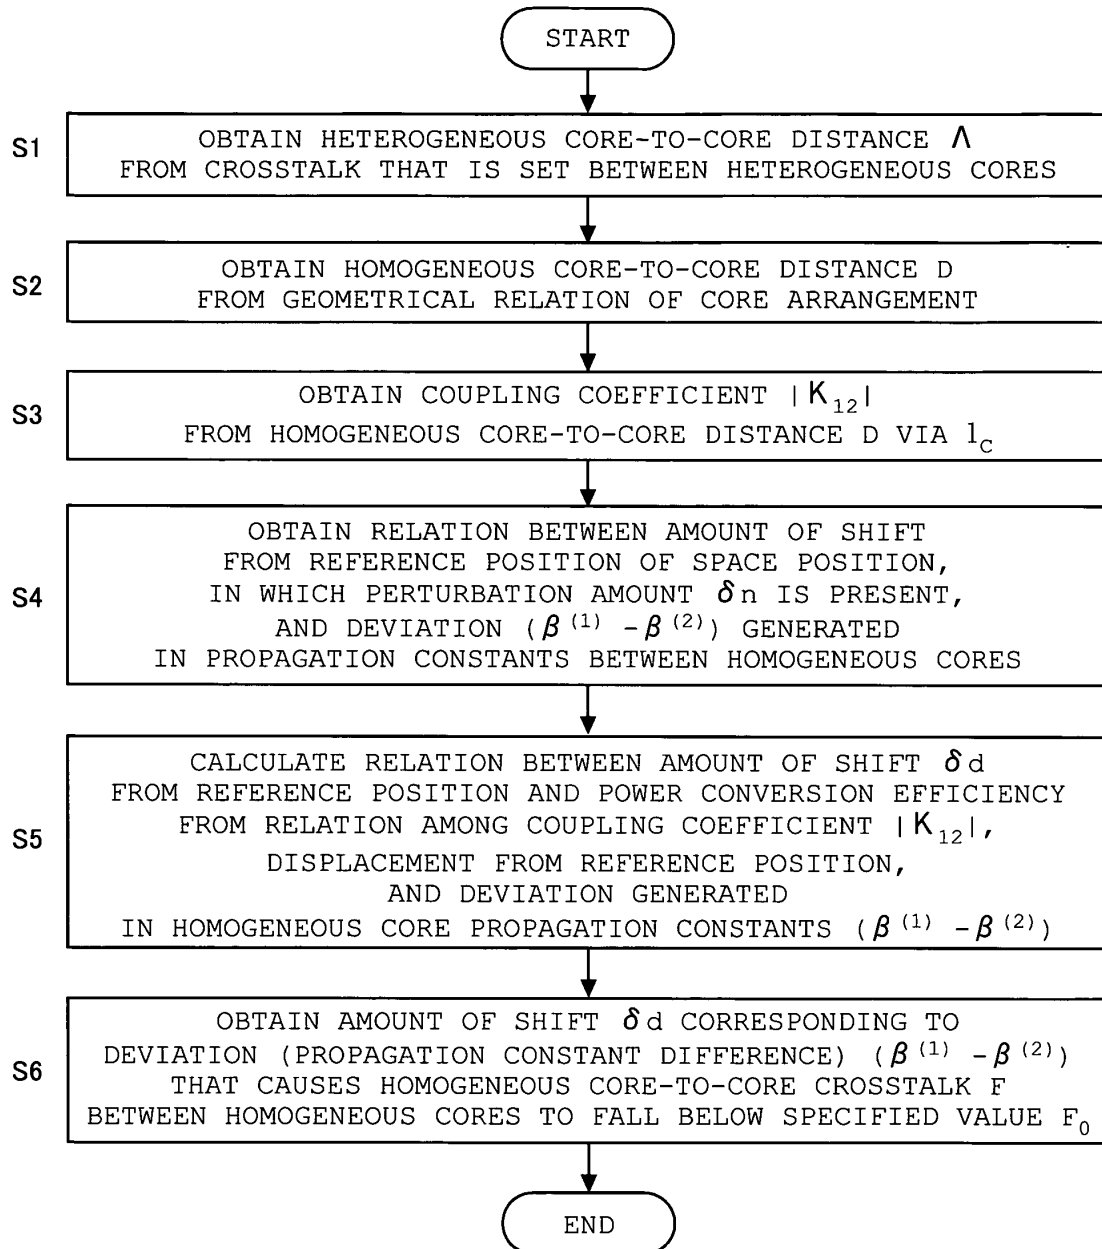 START
S1
OBTAIN HETEROGENEOUS CORE-TO-CORE DISTANCE Λ
FROM CROSSTALK THAT IS SET BETWEEN HETEROGENEOUS CORES
S2
OBTAIN HOMOGENEOUS CORE-TO-CORE DISTANCE D
FROM GEOMETRICAL RELATION OF CORE ARRANGEMENT
S3
OBTAIN COUPLING COEFFICIENT |K₁₂|
FROM HOMOGENEOUS CORE-TO-CORE DISTANCE D VIA l_C
S4
OBTAIN RELATION BETWEEN AMOUNT OF SHIFT
FROM REFERENCE POSITION OF SPACE POSITION,
IN WHICH PERTURBATION AMOUNT δn IS PRESENT,
AND DEVIATION (β⁽¹⁾ -β⁽²⁾) GENERATED
IN PROPAGATION CONSTANTS BETWEEN HOMOGENEOUS CORES
S5
CALCULATE RELATION BETWEEN AMOUNT OF SHIFT δd
FROM REFERENCE POSITION AND POWER CONVERSION EFFICIENCY
FROM RELATION AMONG COUPLING COEFFICIENT |K₁₂|,
DISPLACEMENT FROM REFERENCE POSITION,
AND DEVIATION GENERATED
IN HOMOGENEOUS CORE PROPAGATION CONSTANTS (β⁽¹⁾ -β⁽²⁾)
S6
OBTAIN AMOUNT OF SHIFT δd CORRESPONDING TO
DEVIATION (PROPAGATION CONSTANT DIFFERENCE) (β⁽¹⁾ -β⁽²⁾)
THAT CAUSES HOMOGENEOUS CORE-TO-CORE CROSSTALK F
BETWEEN HOMOGENEOUS CORES TO FALL BELOW SPECIFIED VALUE F₀
END